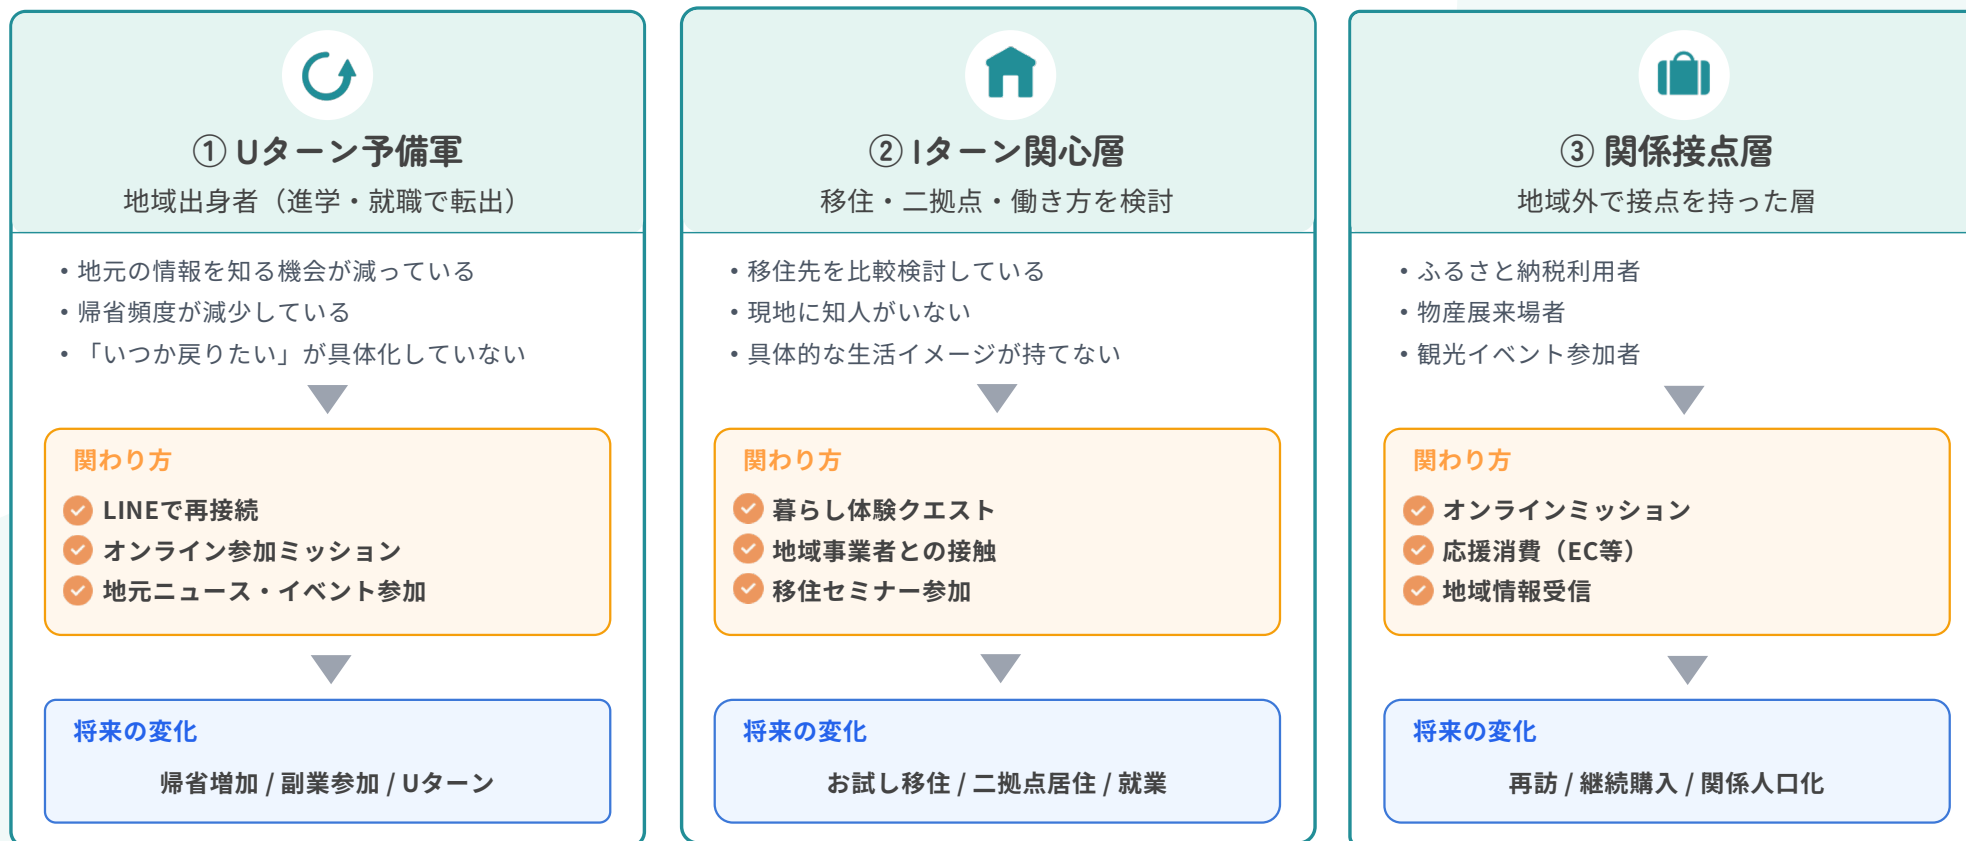 ① Uターン予備軍
地域出身者（進学・就職で転出）
・地元の情報を知る機会が減っている
・帰省頻度が減少している
・「いつか戻りたい」が具体化していない
関わり方
LINEで再接続
オンライン参加ミッション
地元ニュース・イベント参加
将来の変化
帰省増加 / 副業参加 / Uターン
② Iターン関心層
移住・二拠点・働き方を検討
・移住先を比較検討している
・現地に知人がいない
・具体的な生活イメージが持てない
関わり方
暮らし体験クエスト
地域事業者との接触
移住セミナー参加
将来の変化
お試し移住 / 二拠点居住 / 就業
③ 関係接点層
地域外で接点を持った層
・ふるさと納税利用者
・物産展来場者
・観光イベント参加者
関わり方
オンラインミッション
応援消費（EC等）
地域情報受信
将来の変化
再訪 / 継続購入 / 関係人口化